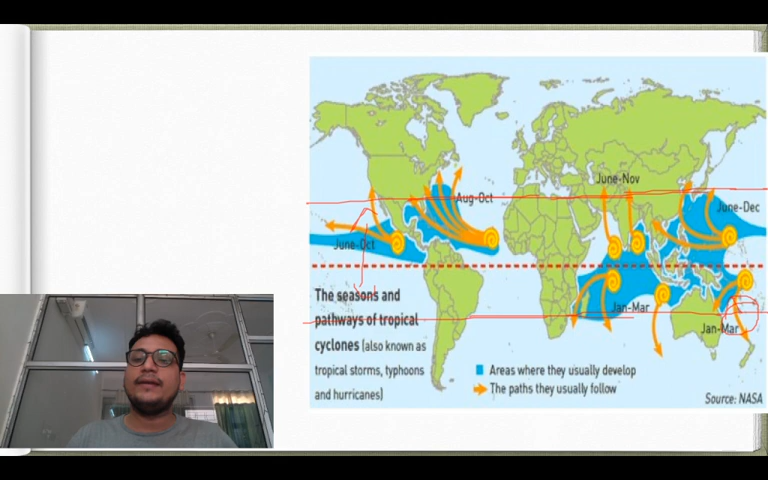 June-Nov
Aug-Oct
June-Dec
June-Oct
The seasons and
pathways of tropical
cyclones (also known as
tropical storms, typhoons
and hurricanes)
Jan-Mar
Jan-Mar
Areas where they usually develop
The paths they usually follow
Source: NASA